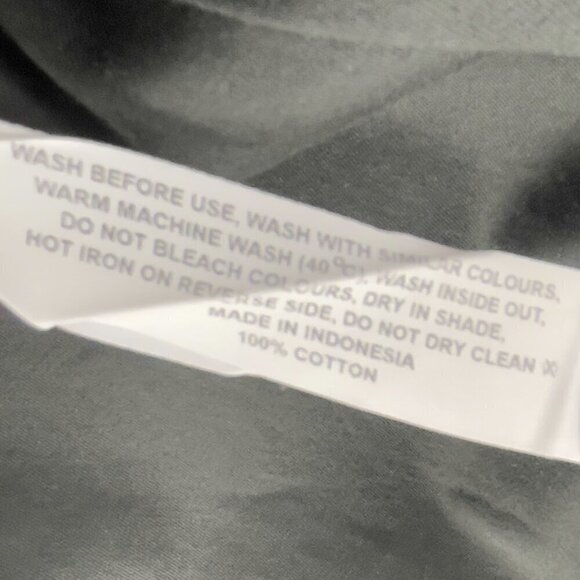 WASH BEFORE USE, WASH WITH SIMILAR COLOURS.
WARM MACHINE WASH (40°C), WASH INSIDE OUT,
DO NOT BLEACH COLOURS, DRY IN SHADE,
HOT IRON ON REVERSE SIDE, DO NOT DRY CLEAN
MADE IN INDONESIA
100% COTTON